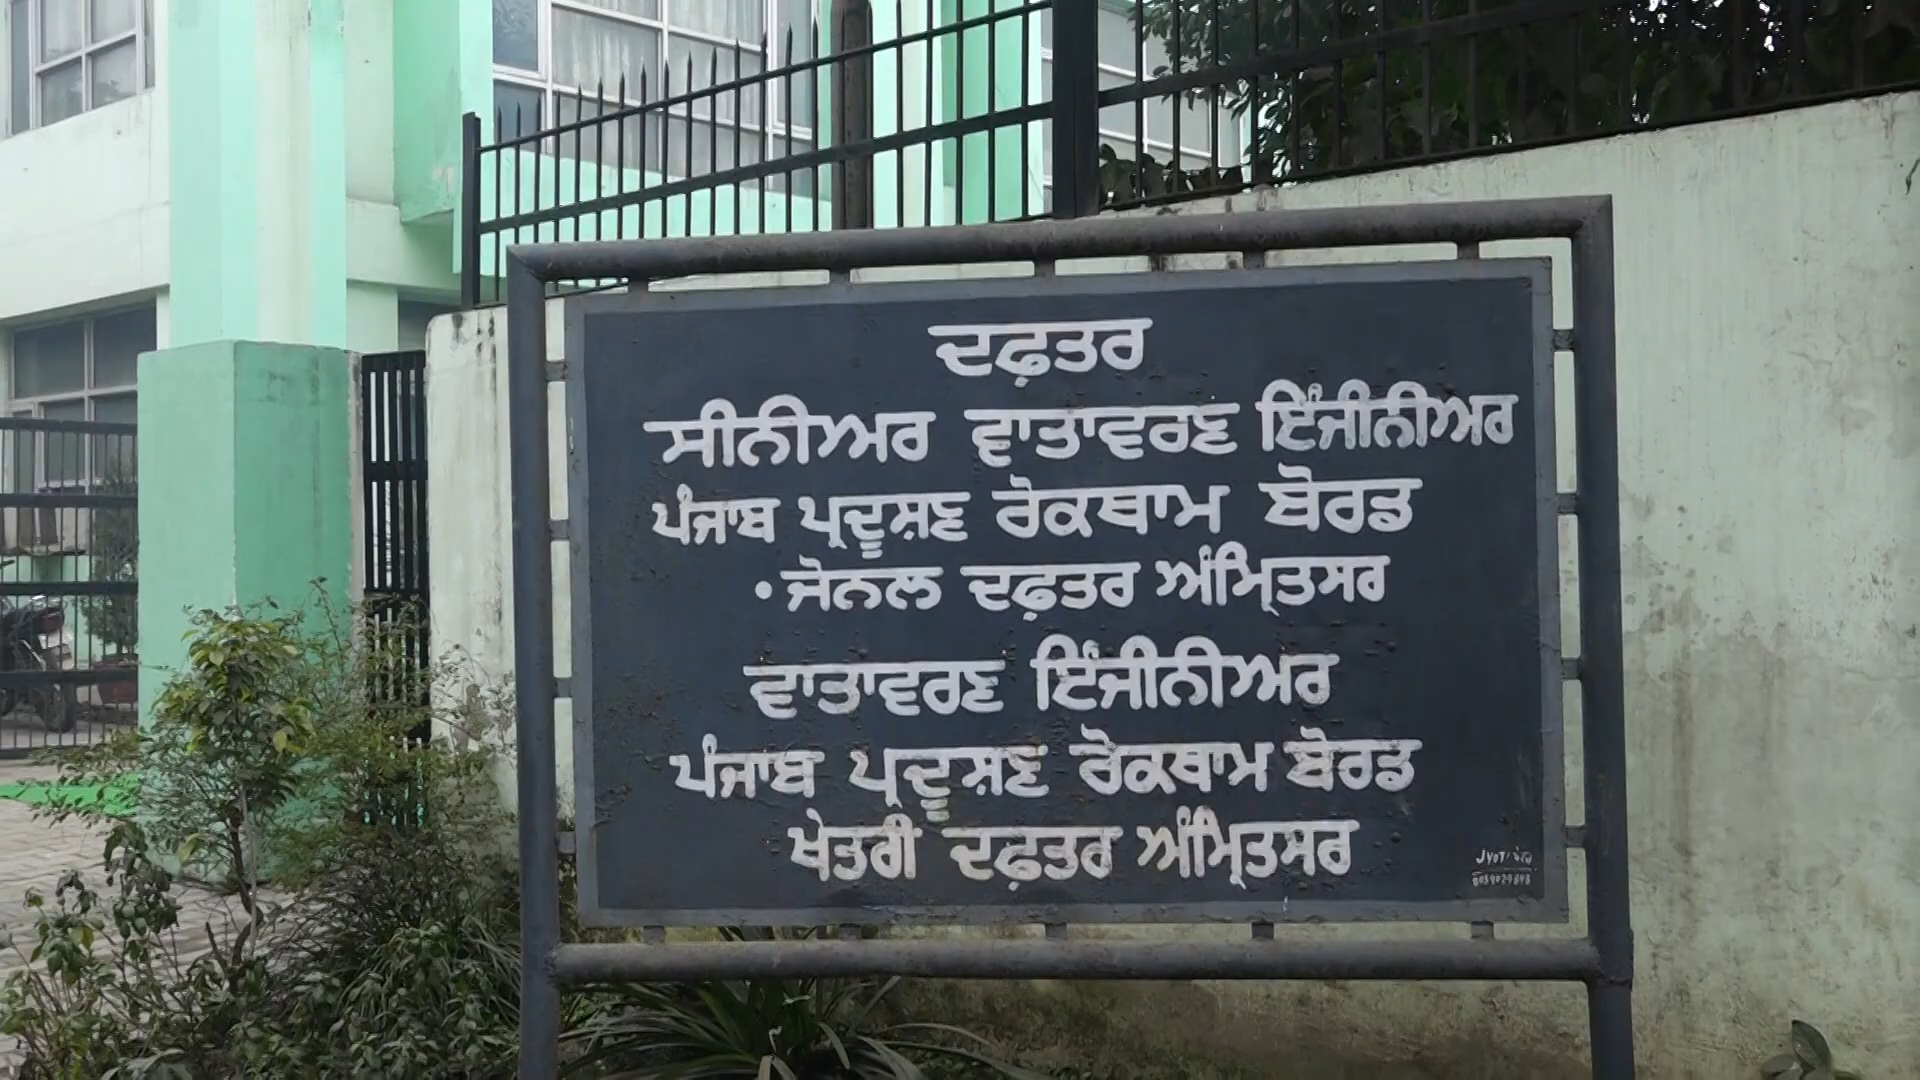 ਦਫ਼ਤਰ
ਸੀਨੀਅਰ ਵਾਤਾਵਰਣ ਇੰਜੀਨੀਅਰ
ਪੰਜਾਬ ਪ੍ਰਦੂਸ਼ਣ ਰੋਕਥਾਮ ਬੋਰਡ
• ਜੋਨਲ ਦਫ਼ਤਰ ਅੰਮ੍ਰਿਤਸਰ
ਵਾਤਾਵਰਣ ਇੰਜੀਨੀਅਰ
ਪੰਜਾਬ ਪ੍ਰਦੂਸ਼ਣ ਰੋਕਥਾਮ ਬੋਰਡ
ਖੇਤਰੀ ਦਫ਼ਤਰ ਅੰਮ੍ਰਿਤਸਰ
JYOTI